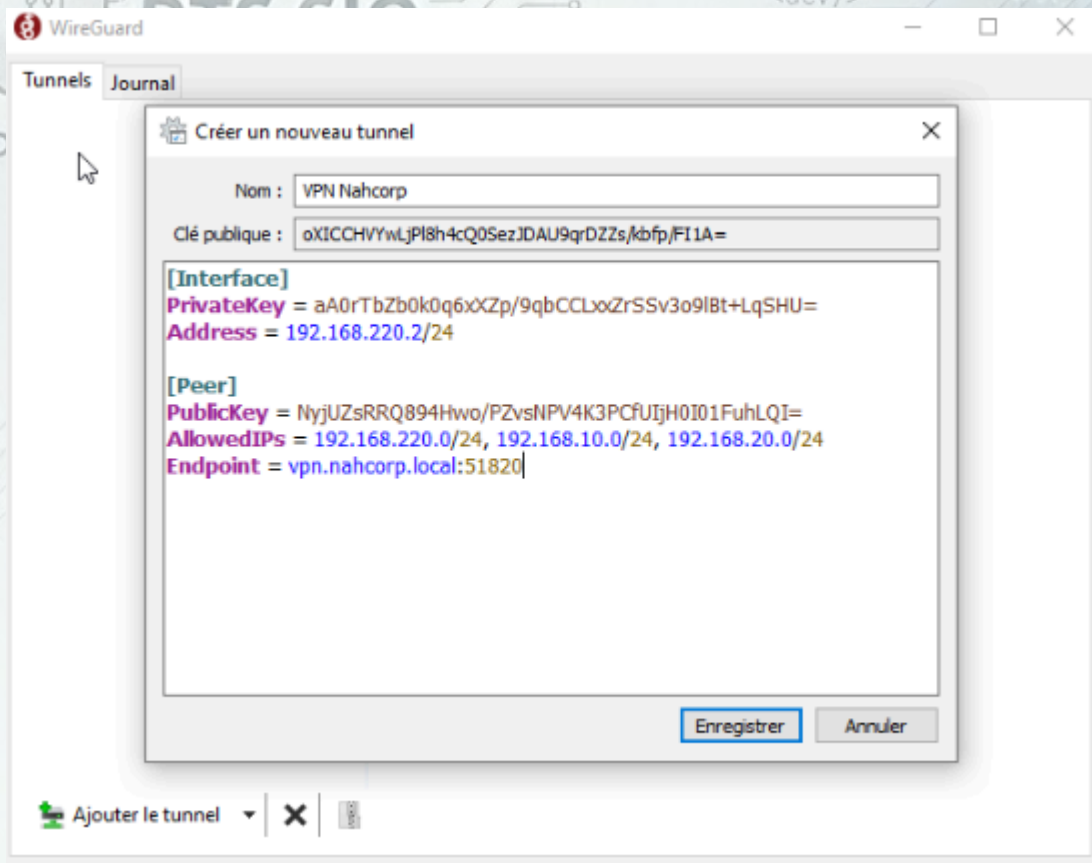 BTS SIO
WireGuard
Tunnels Journal
Créer un nouveau tunnel
Nom : VPN Nahcorp
Clé publique : oXICCHVYwLjPl8h4cQ0SezJDAU9qrDZZs/kbfp/FI1A=
[Interface]
PrivateKey = aA0rTbZb0k0q6xXZp/9qbCCLxxZrSSv3o9lBt+LqSHU=
Address = 192.168.220.2/24
[Peer]
PublicKey = NyjUZsRRQ894Hwo/PZvsNPV4K3PCfUIjH0I01FuhLQI=
AllowedIPs = 192.168.220.0/24, 192.168.10.0/24, 192.168.20.0/24
Endpoint = vpn.nahcorp.local:51820
Enregistrer Annuler
Ajouter le tunnel